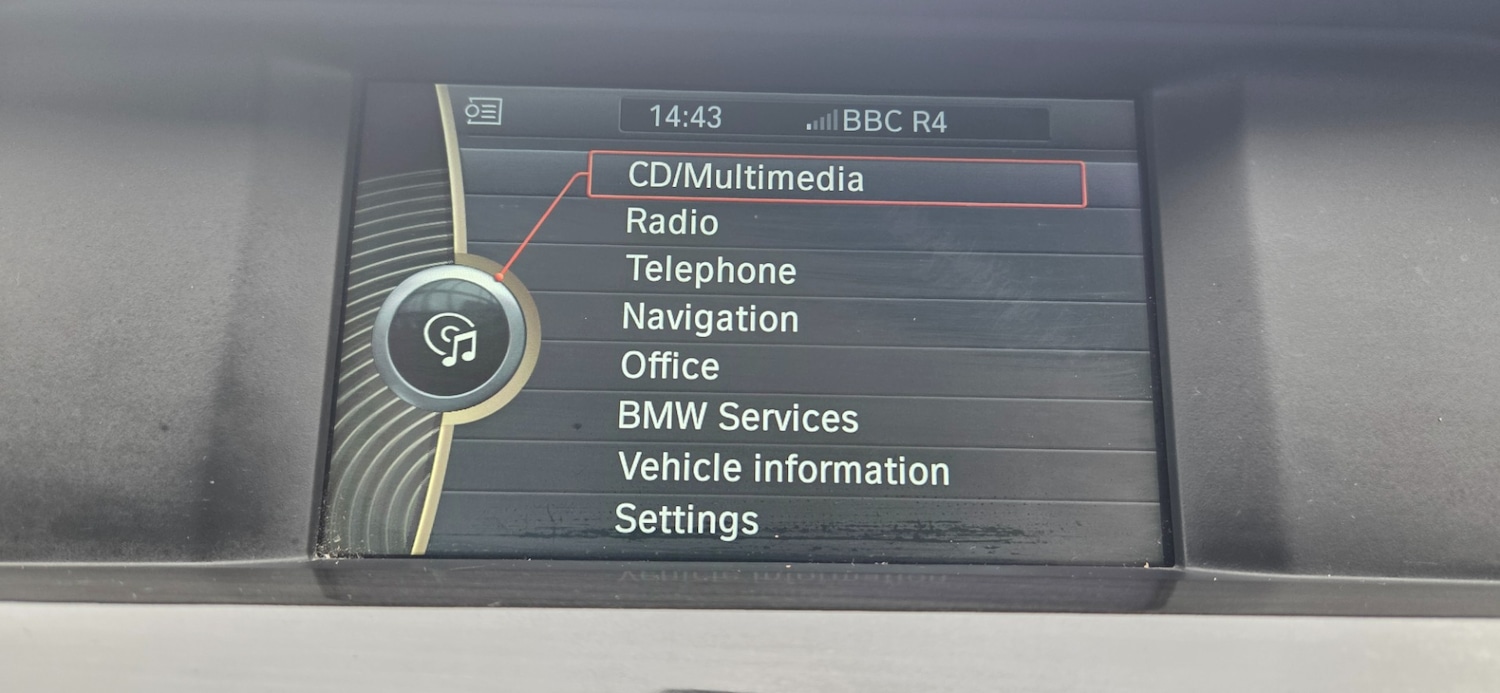 14:43 BBC R4
CD/Multimedia
Radio
Telephone
Navigation
Office
BMW Services
Vehicle information
Settings